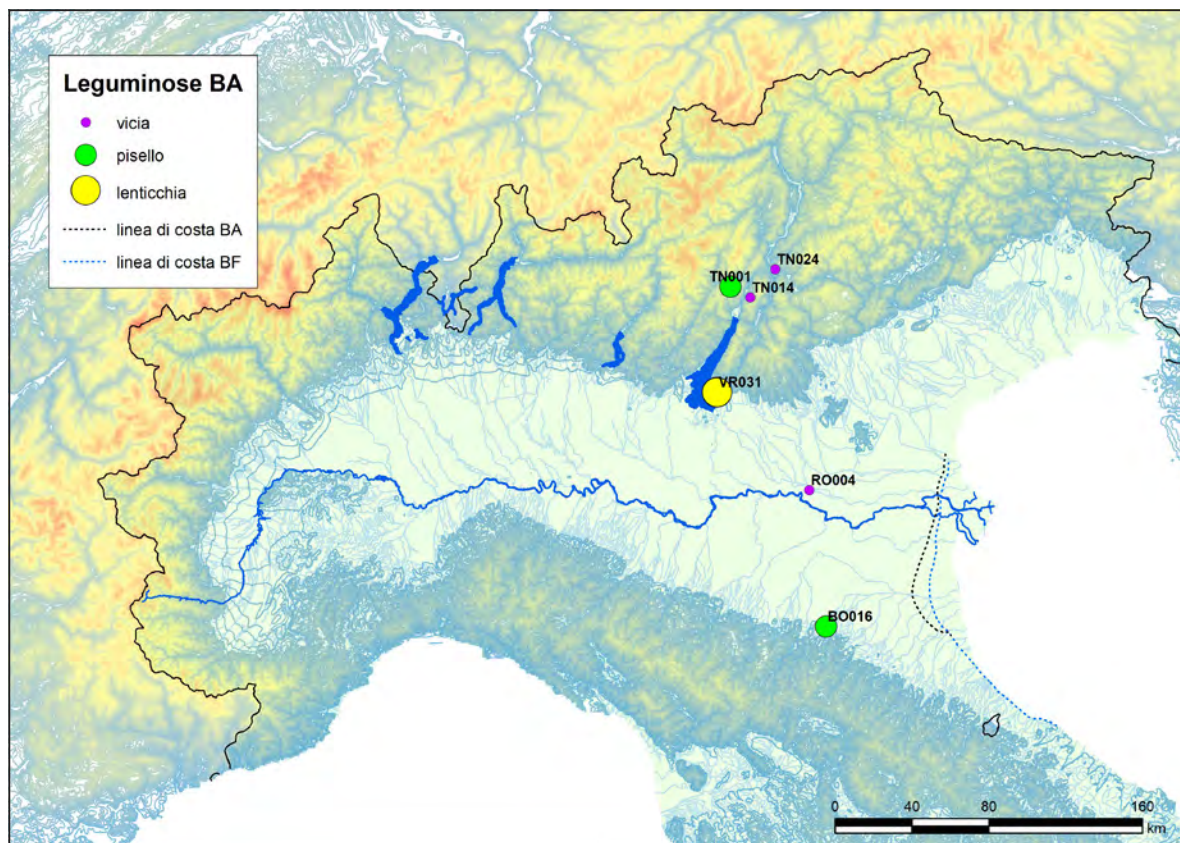 Leguminose BA
vicia
pisello
lenticchia
linea di costa BA
linea di costa BF
TN024
TN001
TN014
VR031
RO004
BO016
0 40 80 160
km